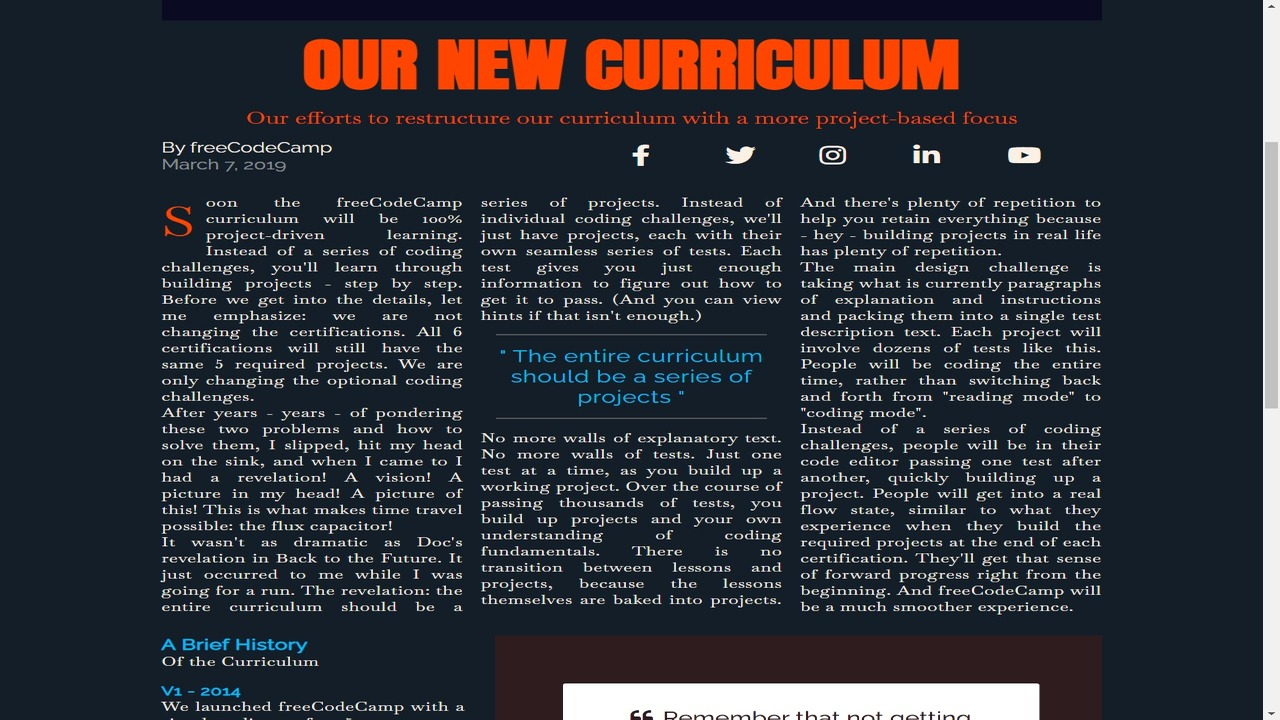 OUR NEW CURRICULUM
Our efforts to restructure our curriculum with a more project-based focus
By freeCodeCamp
March 7, 2019
Soon the freeCodeCamp
curriculum will be 100%
project-driven learning.
Instead of a series of coding
challenges, you'll learn through
building projects - step by step.
Before we get into the details, let
me emphasize: we are not
changing the certifications. All 6
certifications will still have the
same 5 required projects. We are
only changing the optional coding
challenges.
After years - years - of pondering
these two problems and how to
solve them, I slipped, hit my head
on the sink, and when I came to I
had a revelation! A vision! A
picture in my head! A picture of
this! This is what makes time travel
possible: the flux capacitor!
It wasn't as dramatic as Doc's
revelation in Back to the Future. It
just occurred to me while I was
going for a run. The revelation: the
entire curriculum should be a
series of projects. Instead of
individual coding challenges, we'll
just have projects, each with their
own seamless series of tests. Each
test gives you just enough
information to figure out how to
get it to pass. (And you can view
hints if that isn't enough.)
" The entire curriculum
should be a series of
projects "
No more walls of explanatory text.
No more walls of tests. Just one
test at a time, as you build up a
working project. Over the course of
passing thousands of tests, you
build up projects and your own
understanding of coding
fundamentals. There is no
transition between lessons and
projects, because the lessons
themselves are baked into projects.
And there's plenty of repetition to
help you retain everything because
- hey - building projects in real life
has plenty of repetition.
The main design challenge is
taking what is currently paragraphs
of explanation and instructions
and packing them into a single test
description text. Each project will
involve dozens of tests like this.
People will be coding the entire
time, rather than switching back
and forth from "reading mode" to
"coding mode".
Instead of a series of coding
challenges, people will be in their
code editor passing one test after
another, quickly building up a
project. People will get into a real
flow state, similar to what they
experience when they build the
required projects at the end of each
certification. They'll get that sense
of forward progress right from the
beginning. And freeCodeCamp will
be a much smoother experience.
A Brief History
Of the Curriculum
V1 - 2014
We launched freeCodeCamp with a
Remember that not getting